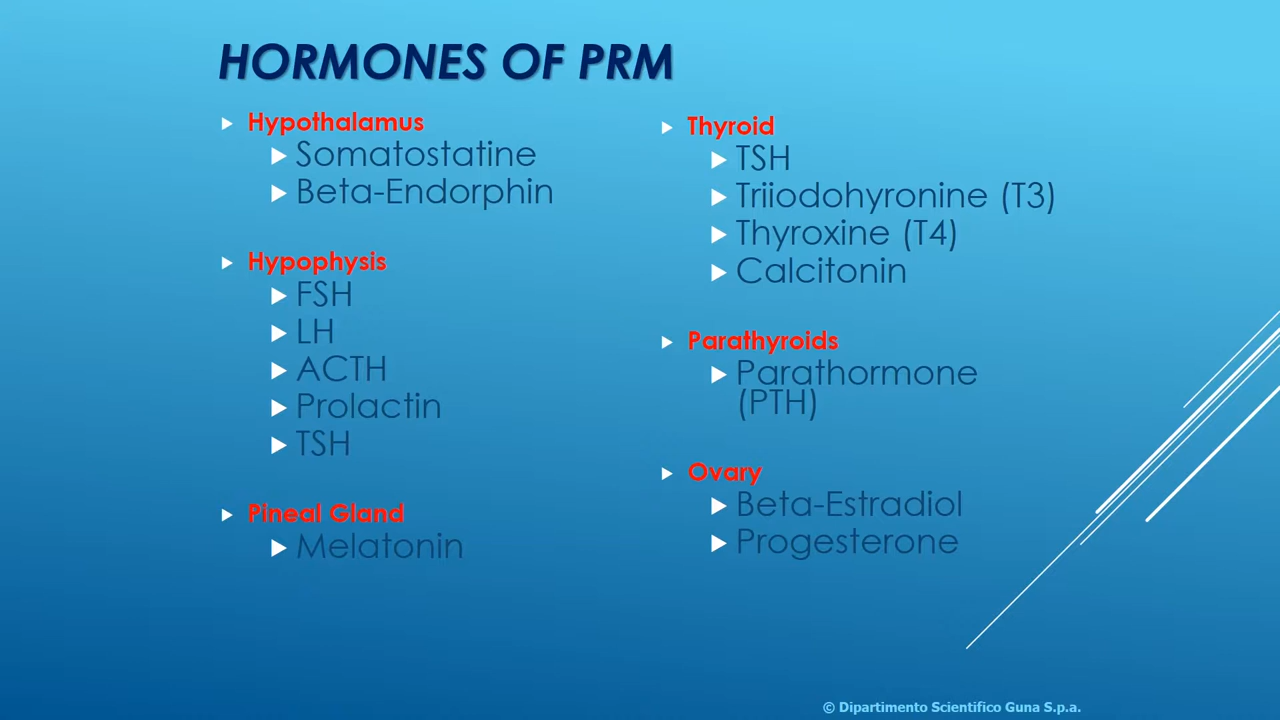 HORMONES OF PRM
Hypothalamus
Somatostatine
Beta-Endorphin
Hypophysis
FSH
LH
ACTH
Prolactin
TSH
Pineal Gland
Melatonin
Thyroid
TSH
Triiodohyronine (T3)
Thyroxine (T4)
Calcitonin
Parathyroids
Parathormone
(PTH)
Ovary
Beta-Estradiol
Progesterone
© Dipartimento Scientifico Guna S.p.a.